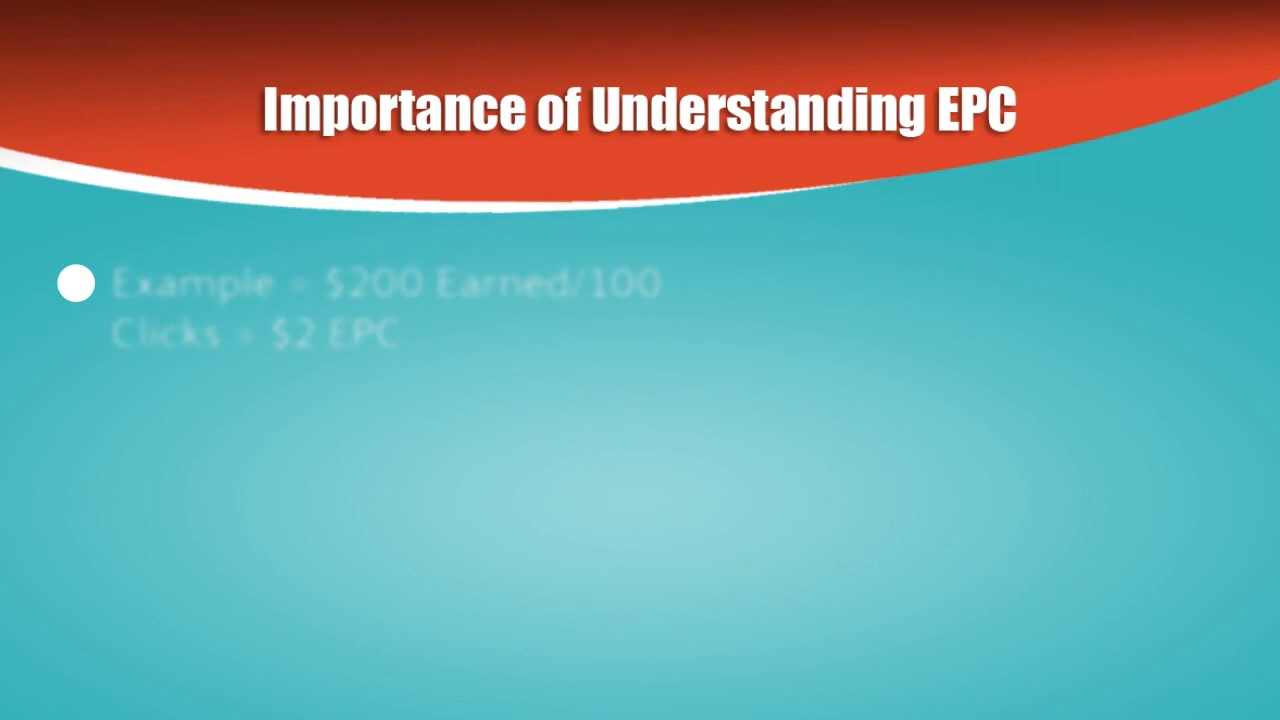 Importance of Understanding EPC
Example = $200 Earned/100
Clicks = $2 EPC